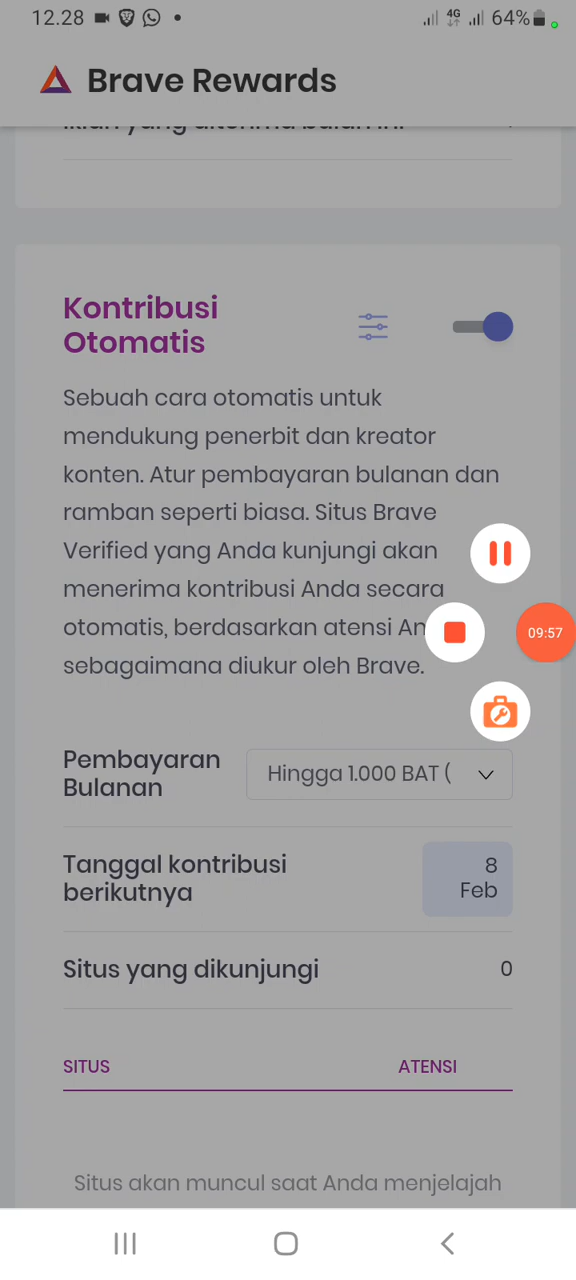 12.28
4G
64%
Brave Rewards
Kontribusi
Otomatis
Sebuah cara otomatis untuk
mendukung penerbit dan kreator
konten. Atur pembayaran bulanan dan
ramban seperti biasa. Situs Brave
Verified yang Anda kunjungi akan
menerima kontribusi Anda secara
otomatis, berdasarkan atensi An
09:57
sebagaimana diukur oleh Brave.
Pembayaran
Bulanan
Hingga 1.000 BAT (
Tanggal kontribusi
berikutnya
8
Feb
Situs yang dikunjungi
0
SITUS
ATENSI
Situs akan muncul saat Anda menjelajah